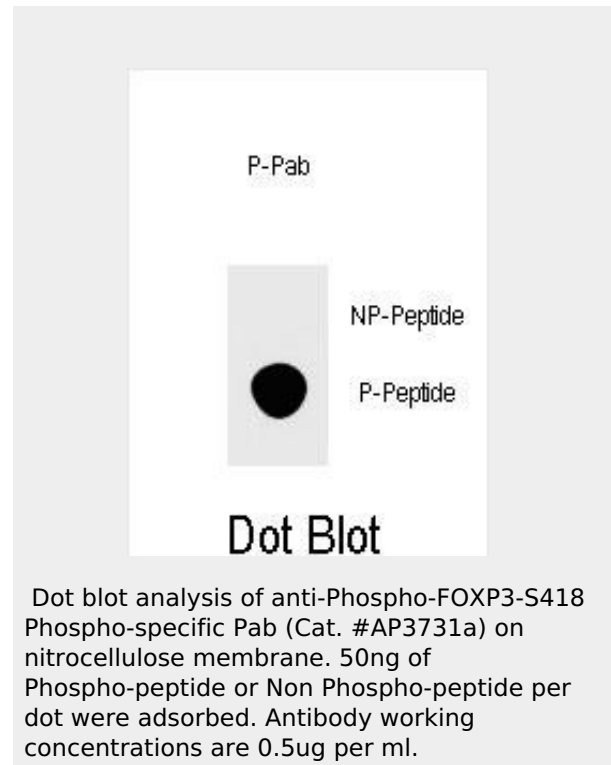 P-Pab
NP-Peptide
P-Peptide
Dot Blot
Dot blot analysis of anti-Phospho-FOXP3-S418
Phospho-specific Pab (Cat. #AP3731a) on
nitrocellulose membrane. 50ng of
Phospho-peptide or Non Phospho-peptide per
dot were adsorbed. Antibody working
concentrations are 0.5ug per ml.